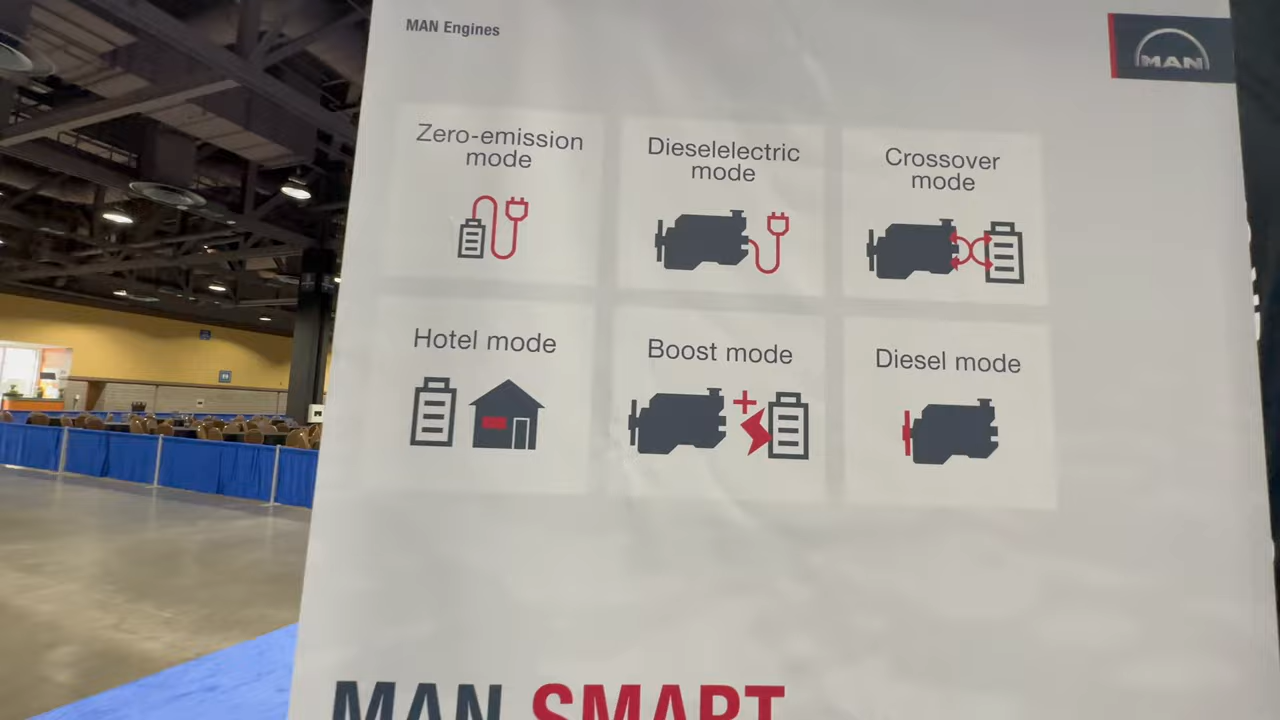 MAN Engines
MAN
Zero-emission
mode
Dieselelectric
mode
Crossover
mode
Hotel mode
Boost mode
Diesel mode
MAN SMART